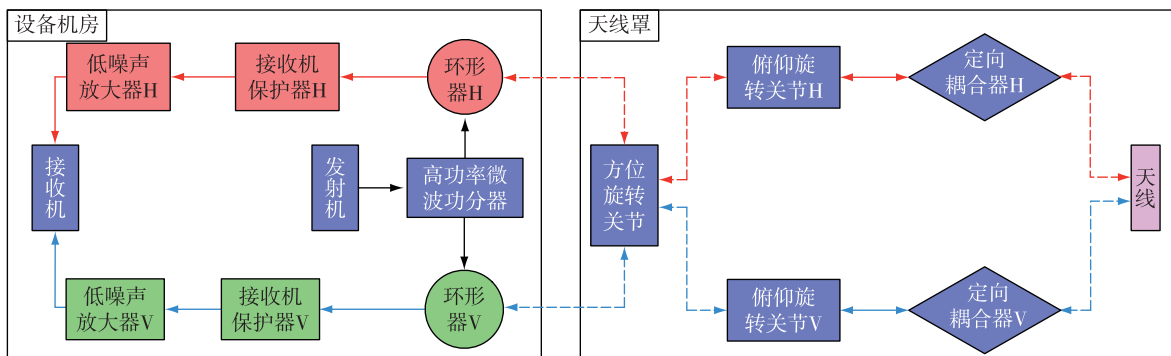 设备机房
低噪声
放大器H
接收机
保护器H
环形
器H
接
收
机
发
射
机
高功率微
波功分器
低噪声
放大器V
接收机
保护器V
环形
器V
天线罩
俯仰旋
转关节H
定向
耦合器H
方位
旋转
关节
天
线
俯仰旋
转关节V
定向
耦合器V